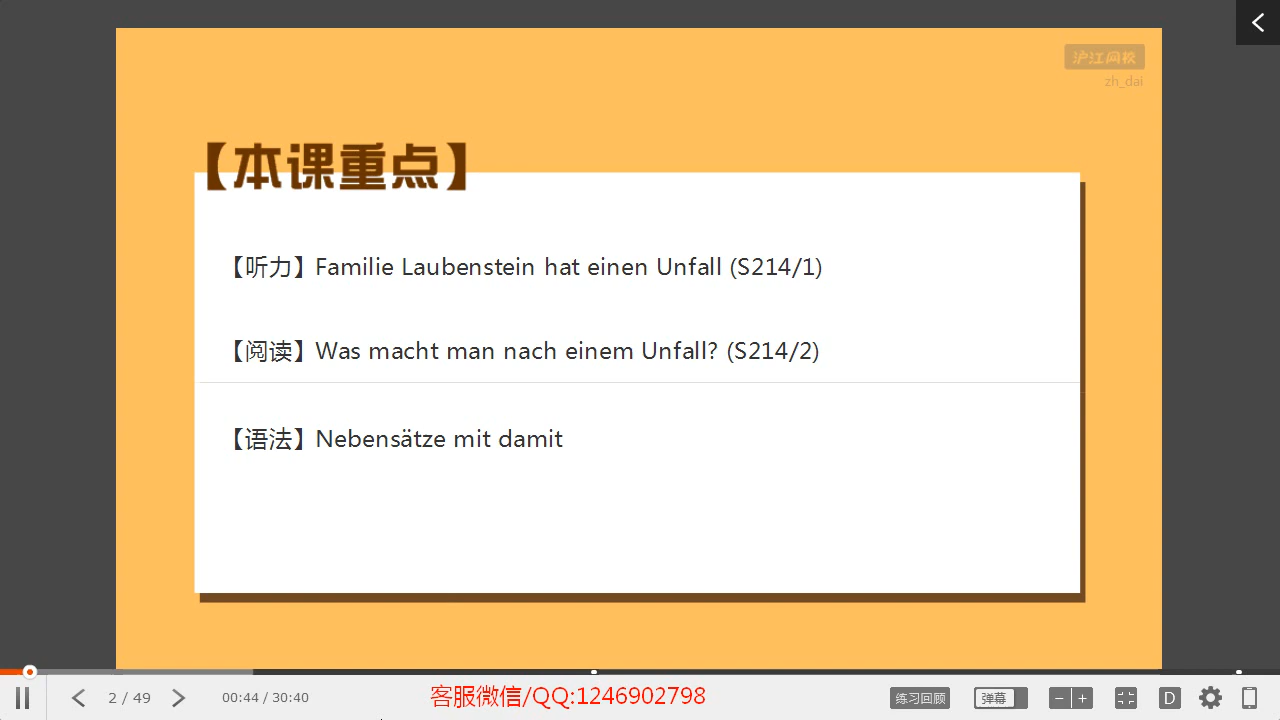 沪江网校
zh_dai
【本课重点】
【听力】Familie Laubenstein hat einen Unfall (S214/1)
【阅读】Was macht man nach einem Unfall? (S214/2)
【语法】Nebensätze mit damit
2 / 49
00:44 / 30:40
客服微信/QQ:1246902798
练习回顾
弹幕
D